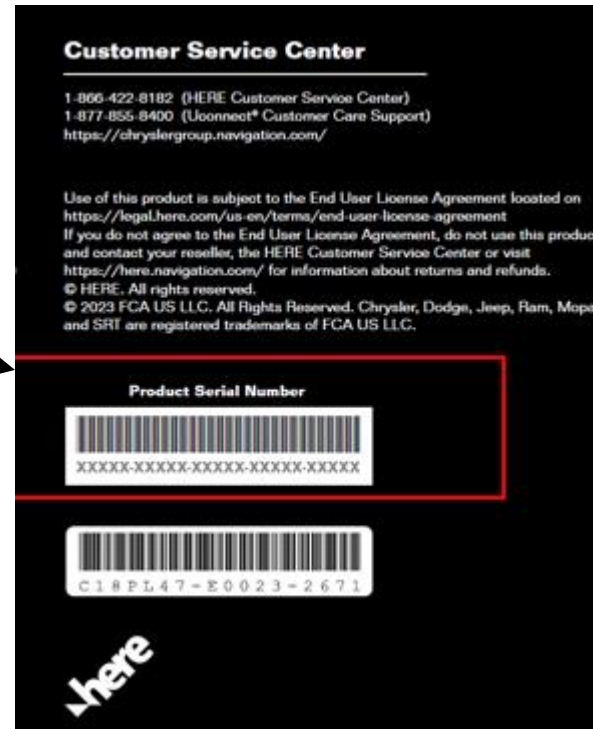 Customer Service Center
1-866-422-8182 (HERE Customer Service Center)
1-877-855-8400 (Uconnect® Customer Care Support)
https://chryslergroup.navigation.com/
Use of this product is subject to the End User License Agreement located on
https://legal.here.com/us-en/terms/end-user-license-agreement
If you do not agree to the End User License Agreement, do not use this produc
and contact your reseller, the HERE Customer Service Center or visit
https://here.navigation.com/ for information about returns and refunds.
© HERE. All rights reserved.
© 2023 FCA US LLC. All Rights Reserved. Chrysler, Dodge, Jeep, Ram, Mopa
and SRT are registered trademarks of FCA US LLC.
Product Serial Number
XXXXX-XXXXX-XXXXX-XXXXX-XXXXX
C18PL47-E0023-2671
here